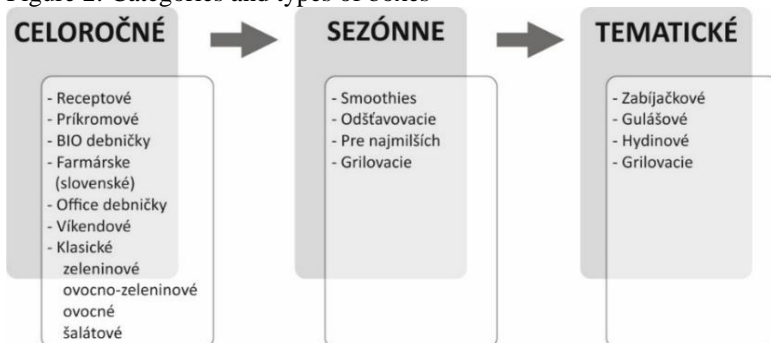 Figure 2: Categories and types of boxes
CELOROČNÉ
- Receptové
- Príkromové
- BIO debničky
- Farmárske
(slovenské)
- Office debničky
- Víkendové
- Klasické
zeleninové
ovocno-zeleninové
ovocné
šalátové
SEZÓNNE
- Smoothies
- Odšťavovacie
- Pre najmilších
- Grilovacie
TEMATICKÉ
- Zabíjačkové
- Gulášové
- Hydinové
- Grilovacie